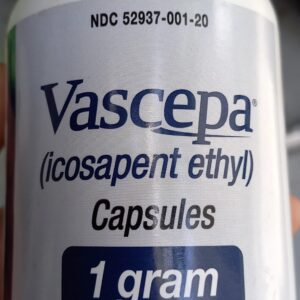 NDC 52937-001-20
Vascepa®
(icosapent ethyl)
Capsules
1 gram